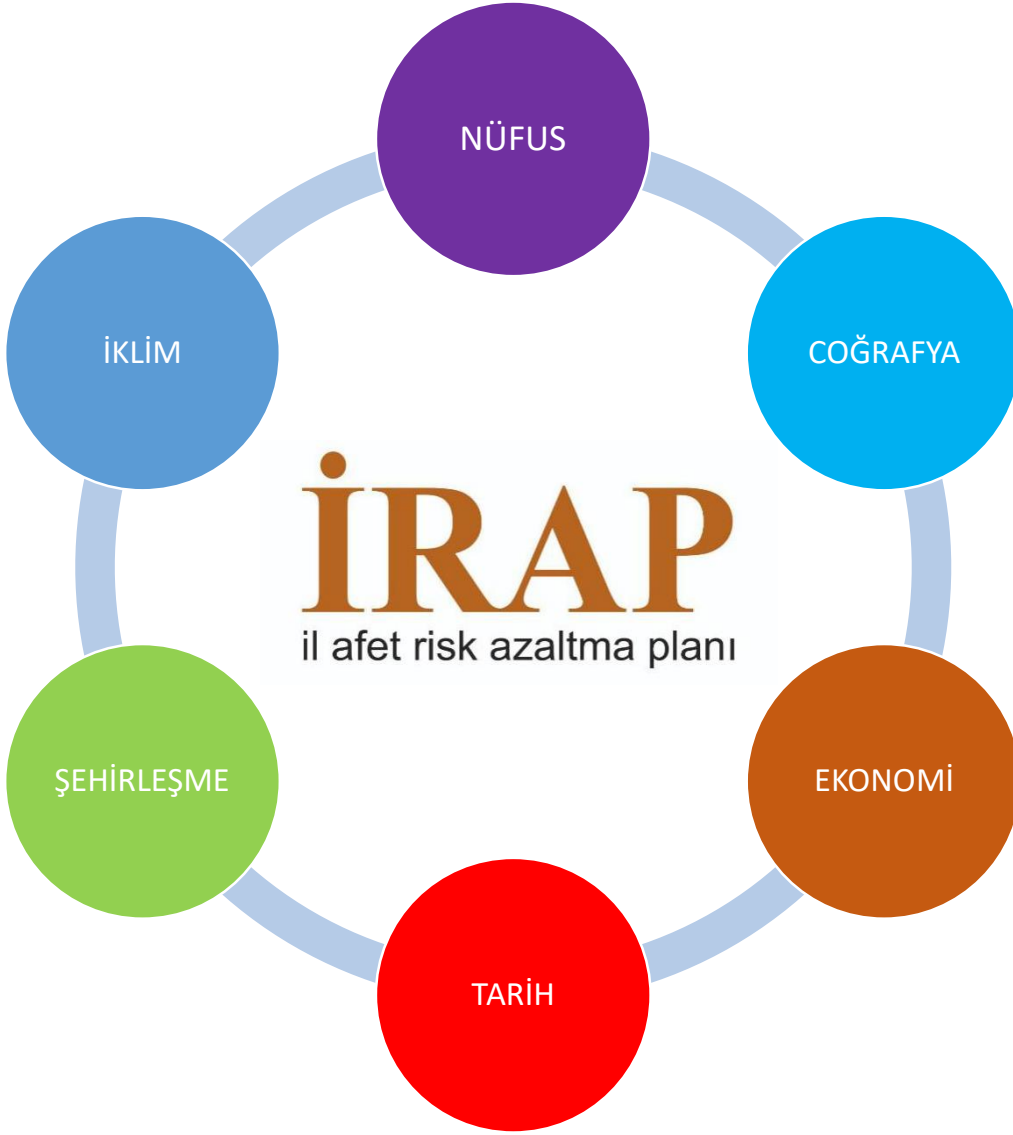 NÜFUS
İKLİM
COĞRAFYA
İRAP
il afet risk azaltma planı
ŞEHİRLEŞME
EKONOMİ
TARİH